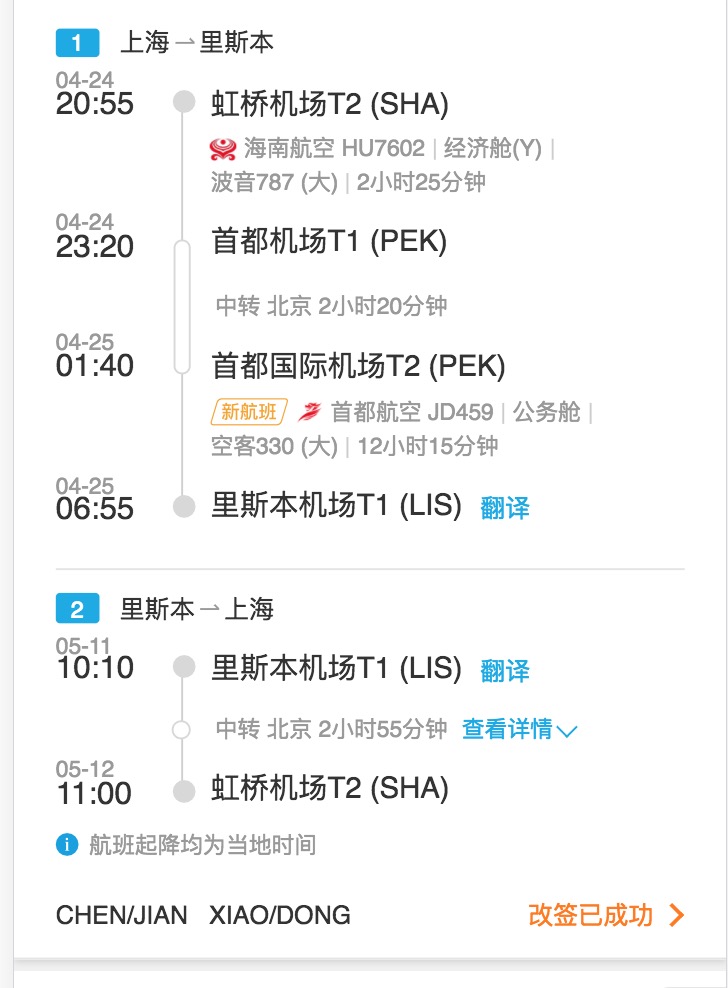 1 上海 → 里斯本
04-24
20:55 虹桥机场T2 (SHA)
海南航空 HU7602 | 经济舱(Y) |
波音787 (大) | 2小时25分钟
04-24
23:20 首都机场T1 (PEK)
中转 北京 2小时20分钟
04-25
01:40 首都国际机场T2 (PEK)
新航班 首都航空 JD459 | 公务舱 |
空客330 (大) | 12小时15分钟
04-25
06:55 里斯本机场T1 (LIS) 翻译
2 里斯本 → 上海
05-11
10:10 里斯本机场T1 (LIS) 翻译
中转 北京 2小时55分钟 查看详情
05-12
11:00 虹桥机场T2 (SHA)
i 航班起降均为当地时间
CHEN/JIAN XIAO/DONG 改签已成功